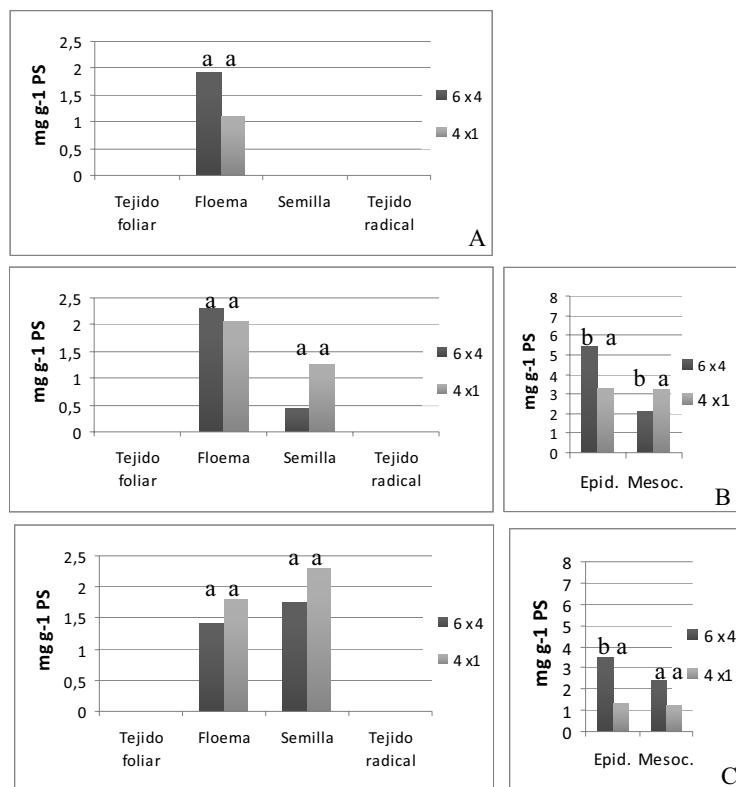 2,5
2
1,5
1
0,5
0
mg g-1 PS
a a
6 x 4
4 x1
Tejido foliar
Floema
Semilla
Tejido radical
A
2,5
2
1,5
1
0,5
0
mg g-1 PS
a a
a a
6 x4
4 x1
Tejido foliar
Floema
Semilla
Tejido radical
8
7
6
5
4
3
2
1
0
mg g-1 PS
b a
b a
6 x4
4 x1
Epid. Mesoc.
B
2,5
2
1,5
1
0,5
0
mg g-1 PS
a a
a a
6 x 4
4 x1
Tejido foliar
Floema
Semilla
Tejido radical
8
7
6
5
4
3
2
1
0
mg g-1 PS
b a
a a
6 x 4
4 x1
Epid. Mesoc.
C